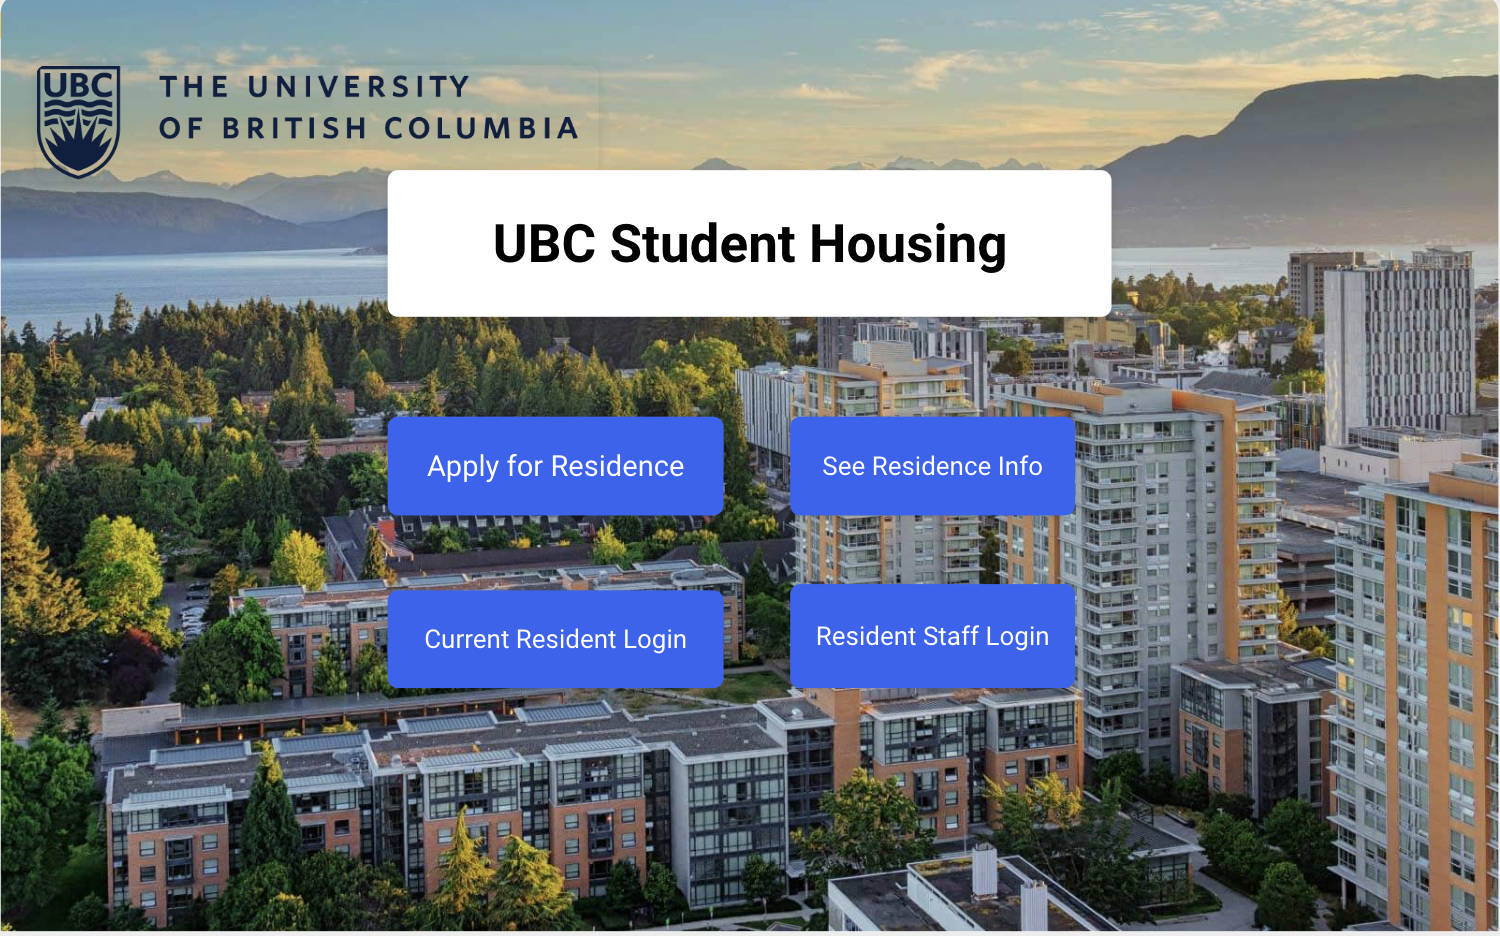 UBC
THE UNIVERSITY
OF BRITISH COLUMBIA
UBC Student Housing
Apply for Residence
See Residence Info
Current Resident Login
Resident Staff Login